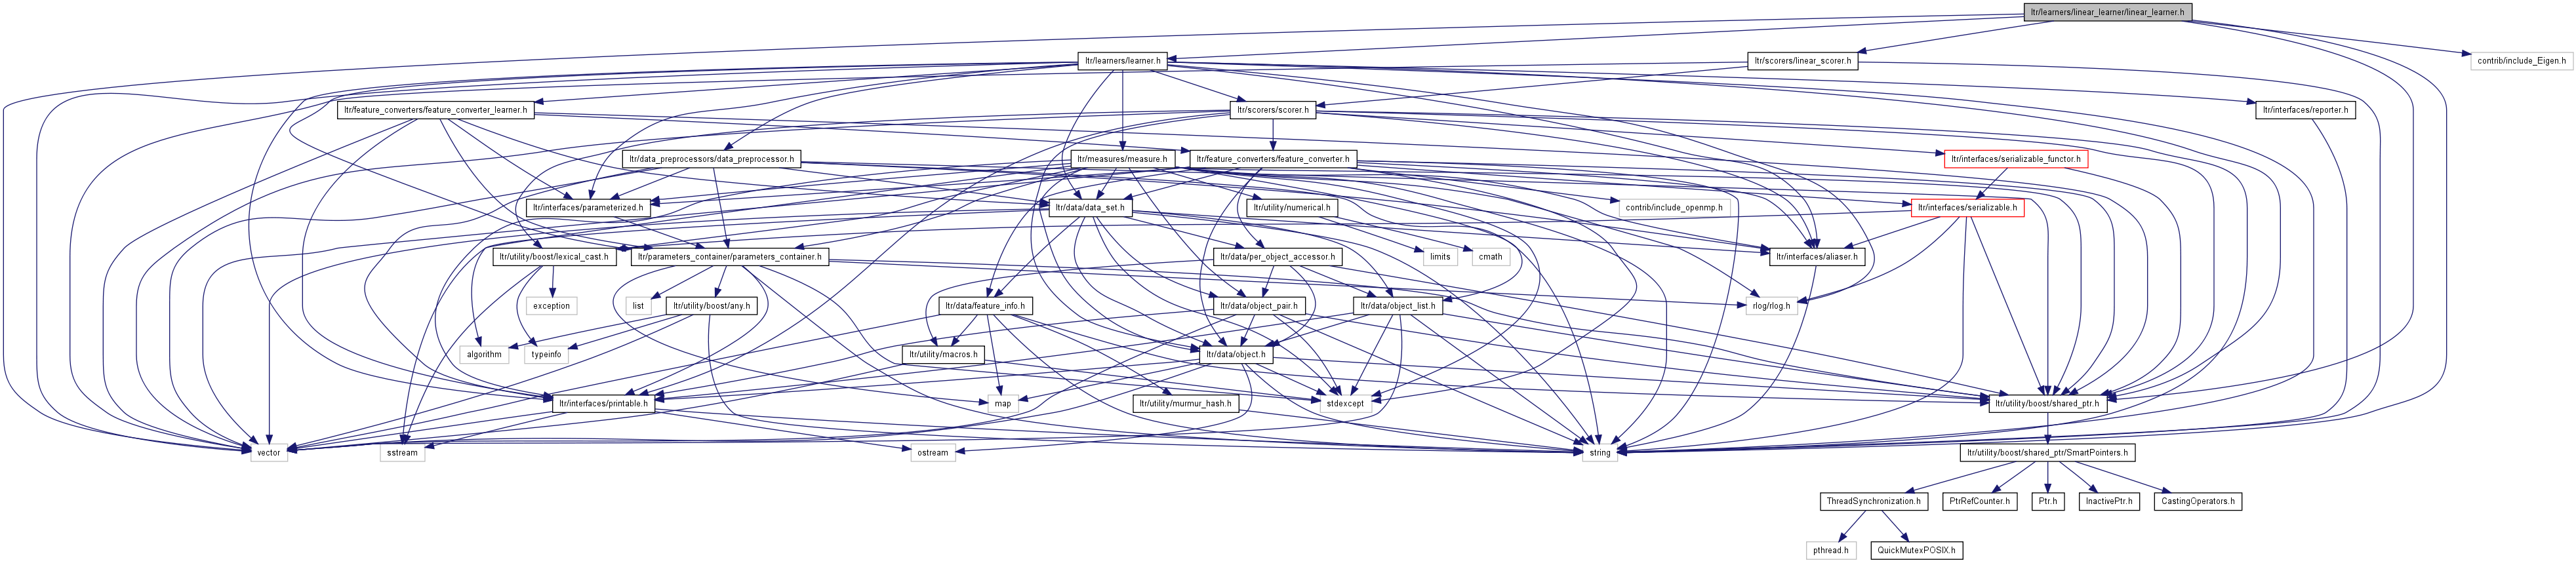 ltr/learners/linear_learner/linear_learner.h
ltr/learners/learner.h
ltr/scorers/linear_scorer.h
contrib/include_Eigen.h
ltr/feature_converters/feature_converter_learner.h
ltr/scorers/scorer.h
ltr/interfaces/reporter.h
ltr/data_preprocessors/data_preprocessor.h
ltr/measures/measure.h
ltr/feature_converters/feature_converter.h
ltr/interfaces/serializable_functor.h
ltr/interfaces/parameterized.h
ltr/data/data_set.h
ltr/utility/numerical.h
contrib/include_openmp.h
ltr/interfaces/serializable.h
ltr/utility/boost/lexical_cast.h
ltr/parameters_container/parameters_container.h
ltr/data/per_object_accessor.h
limits
cmath
ltr/interfaces/aliaser.h
exception
list
ltr/utility/boost/any.h
ltr/data/feature_info.h
ltr/data/object_pair.h
ltr/data/object_list.h
rlog/rlog.h
algorithm
typeinfo
ltr/utility/macros.h
ltr/data/object.h
ltr/interfaces/printable.h
map
ltr/utility/murmur_hash.h
stdexcept
ltr/utility/boost/shared_ptr.h
vector
sstream
ostream
string
ltr/utility/boost/shared_ptr/SmartPointers.h
ThreadSynchronization.h
PtrRefCounter.h
Ptr.h
InactivePtr.h
CastingOperators.h
pthread.h
QuickMutexPOSIX.h